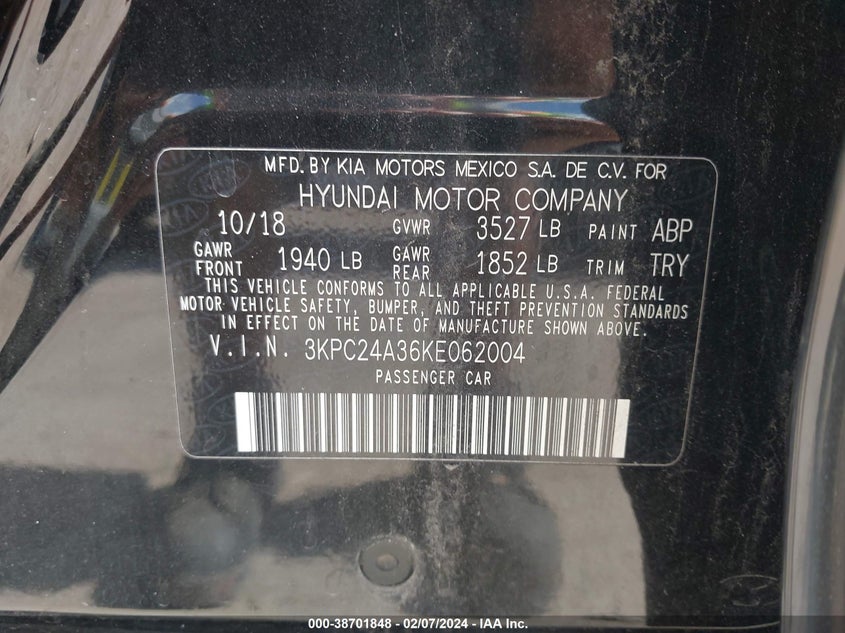 MFD. BY KIA MOTORS MEXICO S.A. DE C.V. FOR
HYUNDAI MOTOR COMPANY
10/18 GVWR 3527 LB PAINT ABP
GAWR FRONT 1940 LB GAWR REAR 1852 LB TRIM TRY
THIS VEHICLE CONFORMS TO ALL APPLICABLE U.S.A. FEDERAL
MOTOR VEHICLE SAFETY, BUMPER, AND THEFT PREVENTION STANDARDS
IN EFFECT ON THE DATE OF MANUFACTURE SHOWN ABOVE.
V.I.N. 3KPC24A36KE062004
PASSENGER CAR
000-38701848 - 02/07/2024 - IAA Inc.